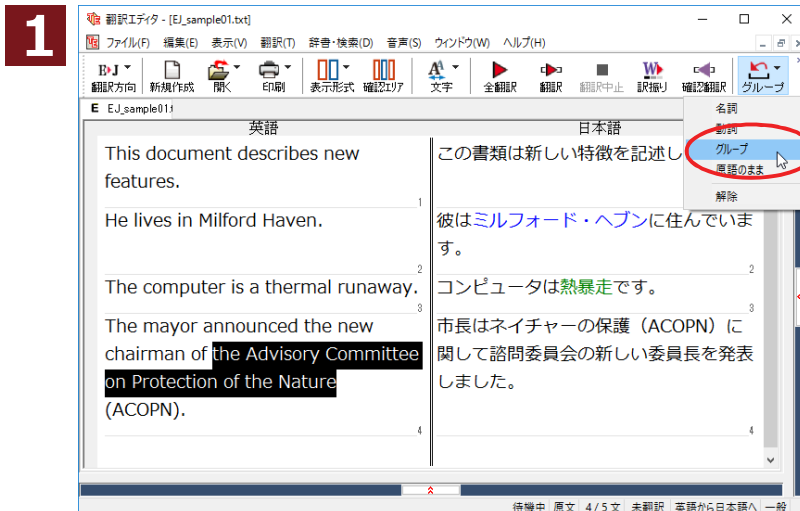 1
翻訳エディタ - [EJ_sample01.txt]
ファイル(F) 編集(E) 表示(V) 翻訳(T) 辞書・検索(D) 音声(S) ウィンドウ(W) ヘルプ(H)
翻訳方向 新規作成 開く 印刷 表示形式 確認エリア 文字 全翻訳 翻訳 翻訳中止 訳振り 確認翻訳 グループ
E EJ_sample01.t
英語 日本語
名詞
動詞
グループ
原語のまま
解除
This document describes new
features.
1
この書類は新しい特徴を記述し
He lives in Milford Haven.
2
彼はミルフォード・ヘブンに住んでいま
す。
2
The computer is a thermal runaway.
3
コンピュータは熱暴走です。
3
The mayor announced the new
chairman of the Advisory Committee
on Protection of the Nature
(ACOPN).
4
市長はネイチャーの保護（ACOPN）に
関して諮問委員会の新しい委員長を発表
しました。
4
待機中 原文 4/5文 未翻訳 英語から日本語へ 一般